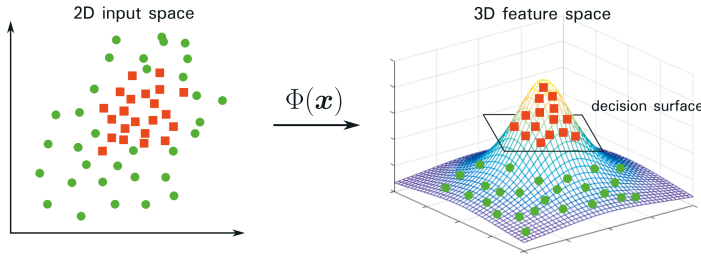 2D input space
3D feature space
Φ(𝒙)
decision surface